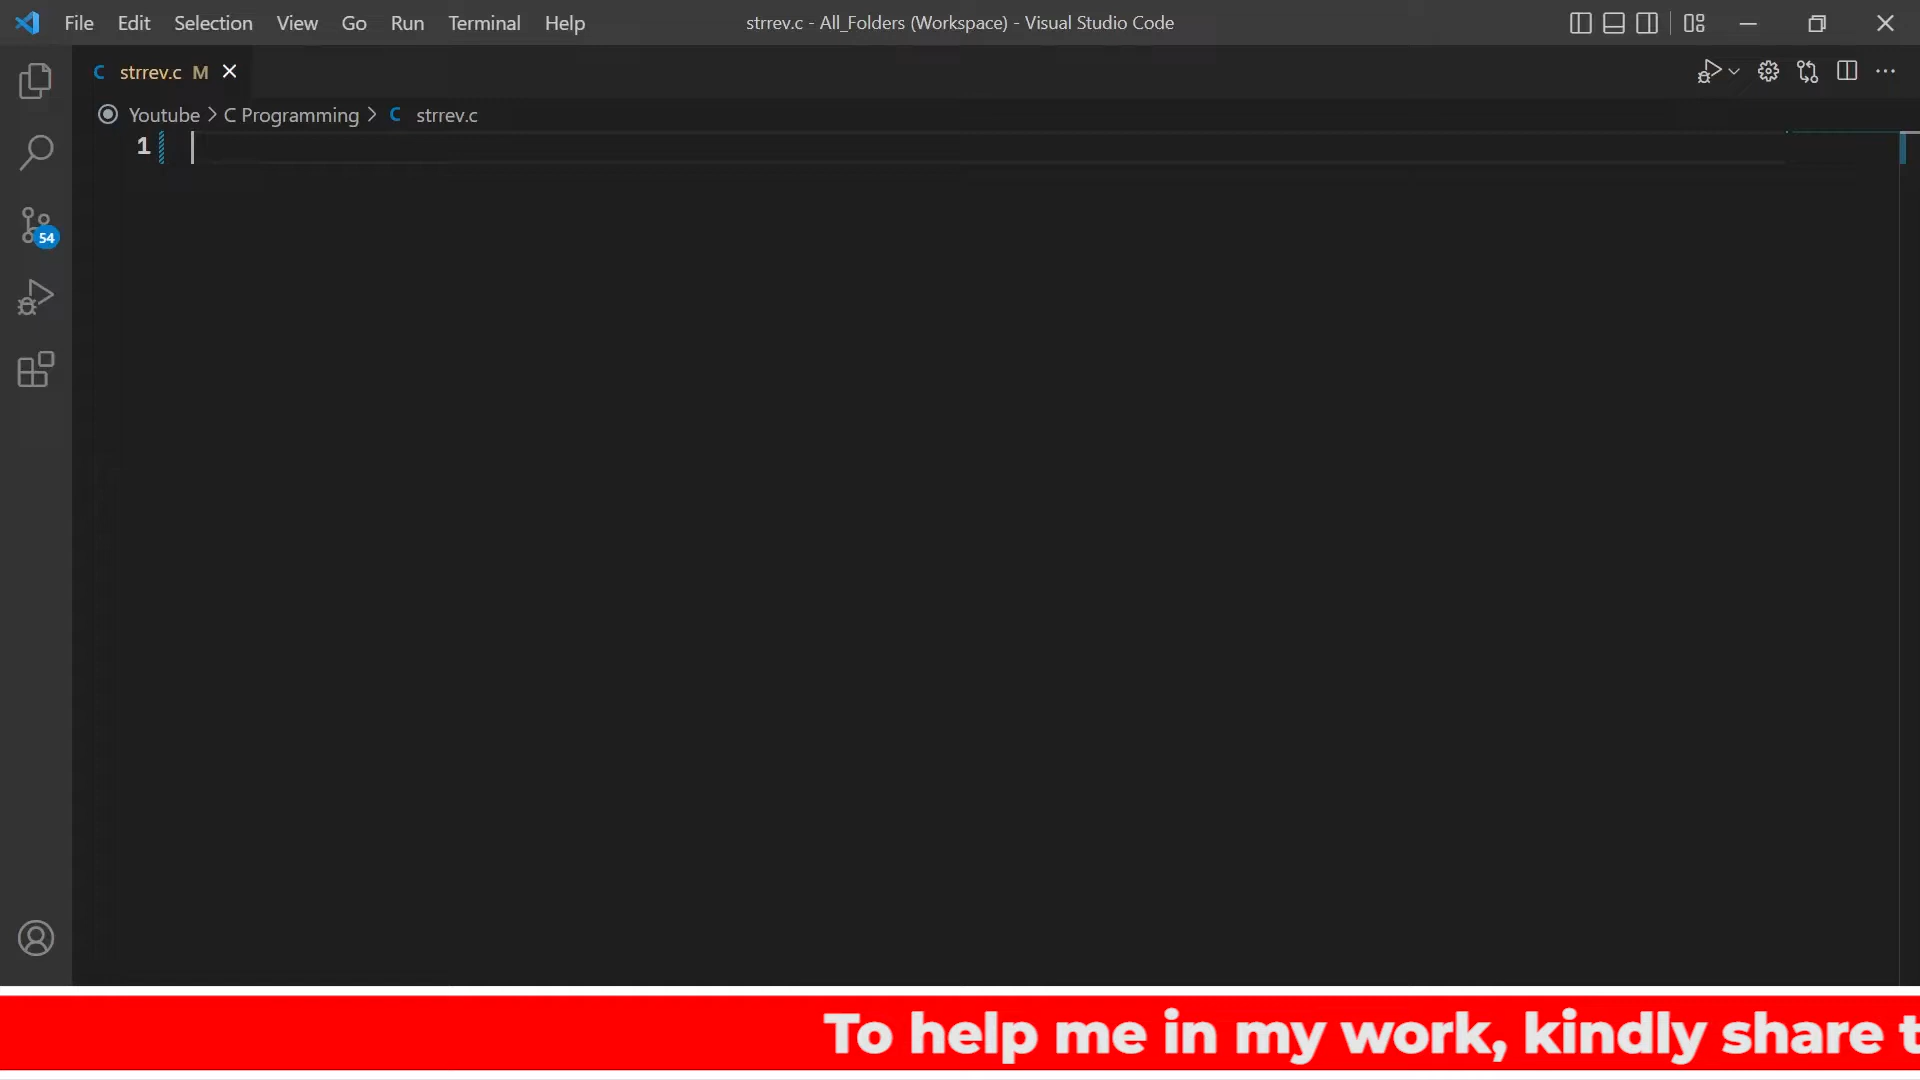 File Edit Selection View Go Run Terminal Help
strrev.c - All_Folders (Workspace) - Visual Studio Code
C strrev.c M
Youtube > C Programming > C strrev.c
1
54
To help me in my work, kindly share t